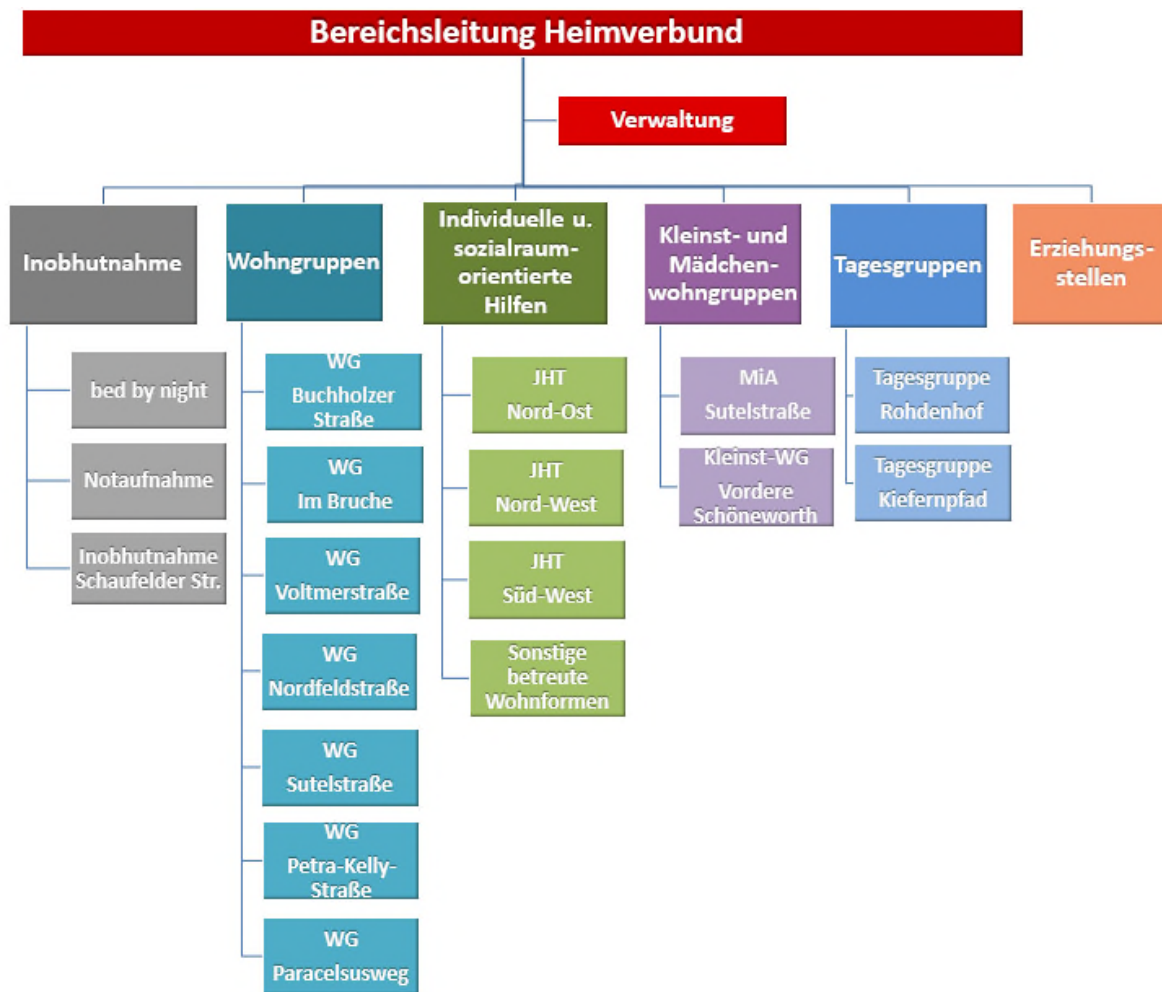 Bereichsleitung Heimverbund
Verwaltung
Inobhutnahme
Wohngruppen
Individuelle u.
sozialraum-
orientierte
Hilfen
Kleinst- und
Mädchen-
wohngruppen
Tagesgruppen
Erziehungs-
stellen
bed by night
Notaufnahme
Inobhutnahme
Schaufelder Str.
WG
Buchholzer
Straße
WG
Im Bruche
WG
Voltmerstraße
WG
Nordfeldstraße
WG
Sutelstraße
WG
Petra-Kelly-
Straße
WG
Paracelsusweg
JHT
Nord-Ost
JHT
Nord-West
JHT
Süd-West
Sonstige
betreute
Wohnformen
MiA
Sutelstraße
Kleinst-WG
Vordere
Schöneworth
Tagesgruppe
Rohdenhof
Tagesgruppe
Kiefernpfad